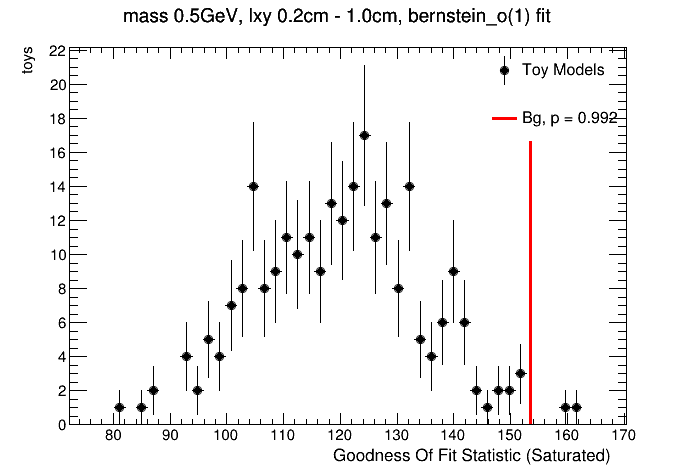 mass 0.5GeV, lxy 0.2cm - 1.0cm, bernstein_o(1) fit
toys
22
20
18
16
14
12
10
8
6
4
2
0
Toy Models
Bg, p = 0.992
80 90 100 110 120 130 140 150 160 170
Goodness Of Fit Statistic (Saturated)